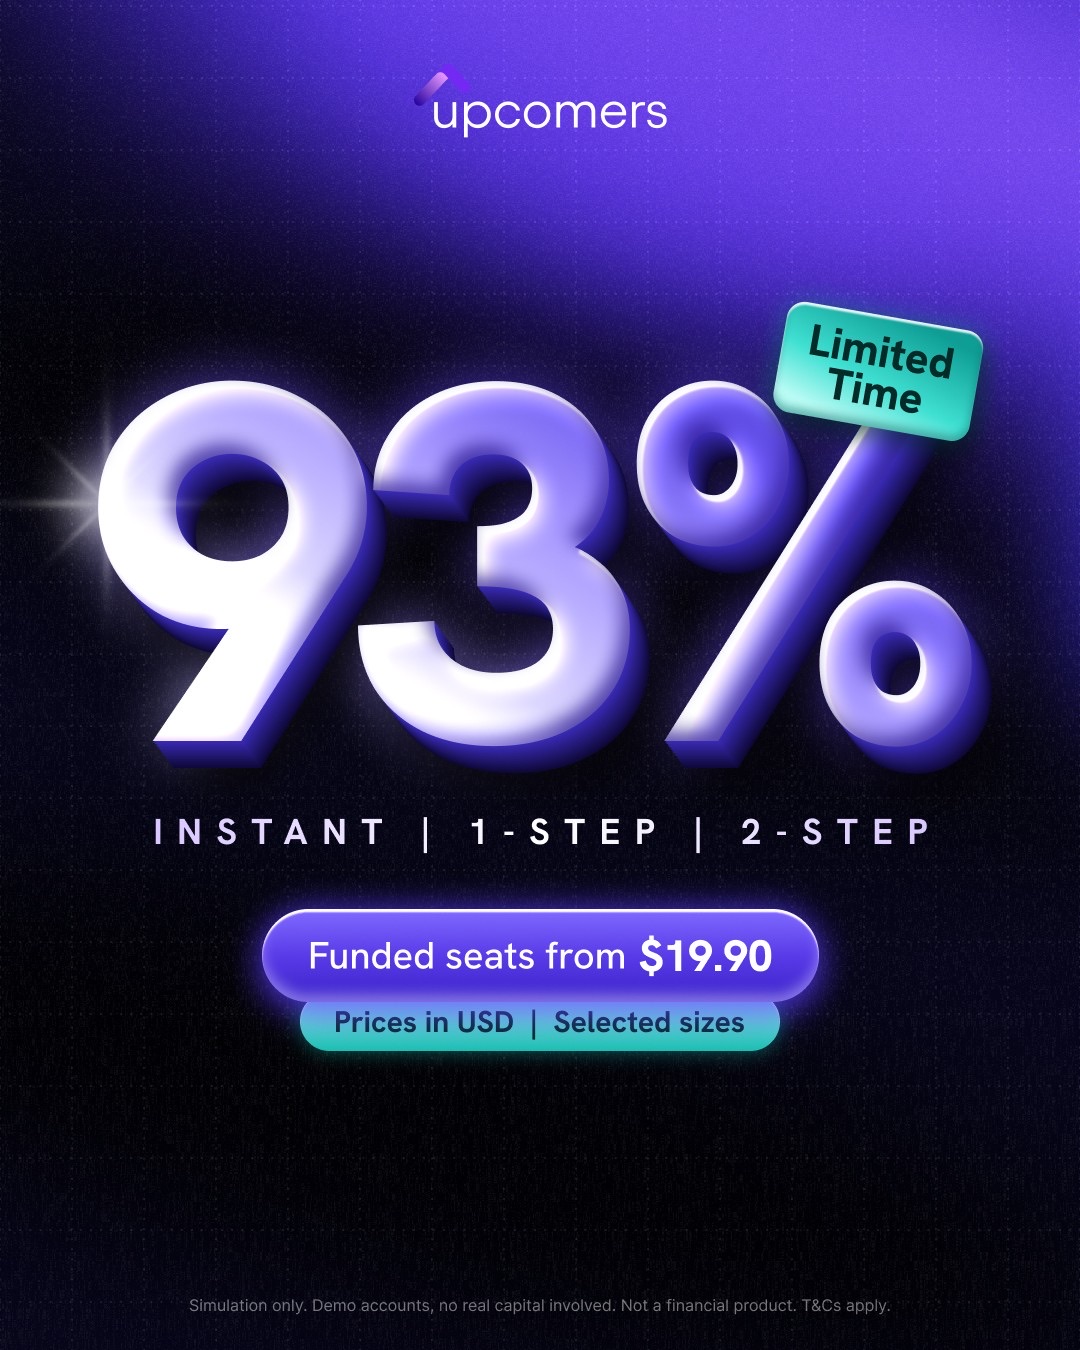 upcomers
Limited
Time
93%
INSTANT | 1-STEP | 2-STEP
Funded seats from $19.90
Prices in USD | Selected sizes
Simulation only. Demo accounts, no real capital involved. Not a financial product. T&Cs apply.